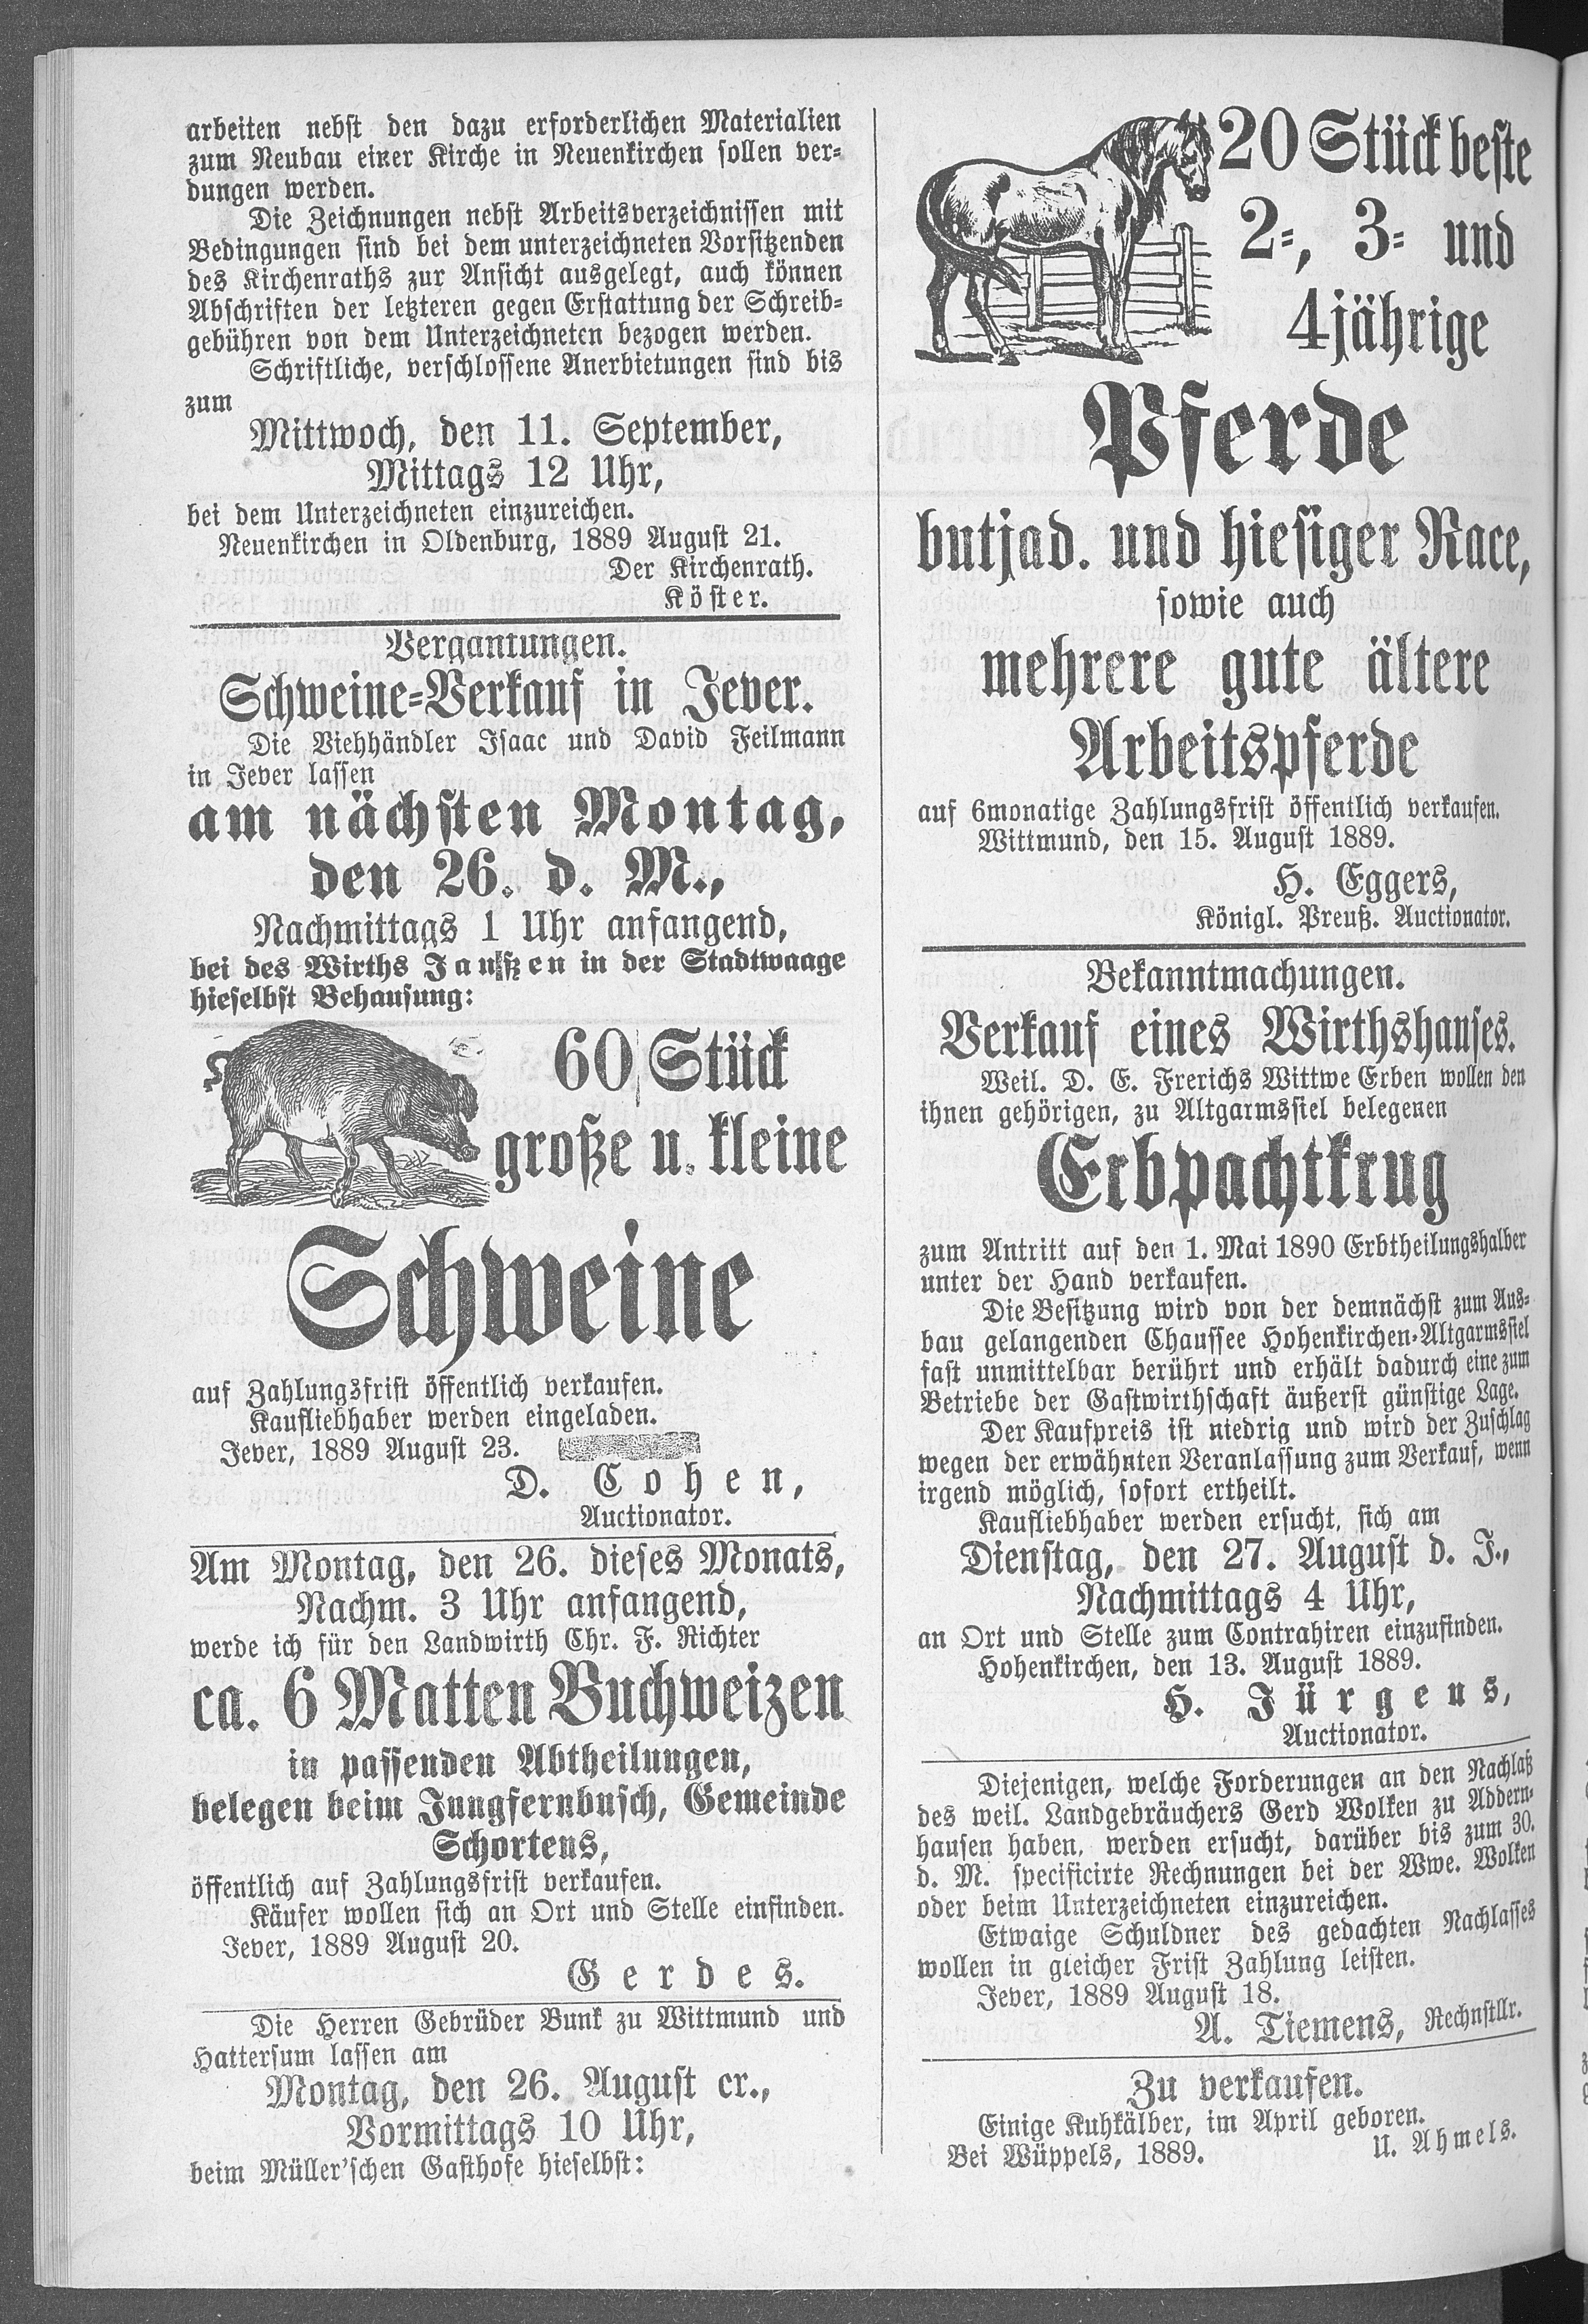 arbeiten nebst den dazu erforderlichen Materialien
zum Neubau einer Kirche in Neuenkirchen sollen ver-
dungen werden.
Die Zeichnungen nebst Arbeitsverzeichnissen mit
Bedingungen sind bei dem unterzeichneten Vorsitzenden
des Kirchenraths zur Ansicht ausgelegt, auch können
Abschriften der letzteren gegen Erstattung der Schreib-
gebühren von dem Unterzeichneten bezogen werden.
Schriftliche, verschlossene Anerbietungen sind bis
zum
Mittwoch, den 11. September,
Mittags 12 Uhr,
bei dem Unterzeichneten einzureichen.
Neuenkirchen in Oldenburg, 1889 August 21.
Der Kirchenrath.
Köster.
Vergantungen.
Schweine-Verkauf in Jever.
Die Viehhändler Isaac und David Feilmann
in Jever lassen
am nächsten Montag,
den 26. d. M.,
Nachmittags 1 Uhr anfangend,
bei des Wirths Janßen in der Stadtwaage
hieselbst Behausung:
60 Stück
große u. kleine
Schweine
auf Zahlungsfrist öffentlich verkaufen.
Kaufliebhaber werden eingeladen.
Jever, 1889 August 23.
D. Cohen,
Auctionator.
Am Montag, den 26. dieses Monats,
Nachm. 3 Uhr anfangend,
werde ich für den Landwirth Chr. F. Richter
ca. 6 Matten Buchweizen
in passenden Abtheilungen,
belegen beim Jungfernbusch, Gemeinde
Schortens,
öffentlich auf Zahlungsfrist verkaufen.
Käufer wollen sich an Ort und Stelle einfinden.
Jever, 1889 August 20.
Gerdes.
Die Herren Gebrüder Bunk zu Wittmund und
Hattersum lassen am
Montag, den 26. August cr.,
Vormittags 10 Uhr,
beim Müller'schen Gasthofe hieselbst:
20 Stück beste
2-, 3- und
4jährige
Pferde
butjad. und hiesiger Race,
sowie auch
mehrere gute ältere
Arbeitspferde
auf 6monatige Zahlungsfrist öffentlich verkaufen.
Wittmund, den 15. August 1889.
H. Eggers,
Königl. Preuß. Auctionator.
Bekanntmachungen.
Verkauf eines Wirthshauses.
Weil. D. E. Frerichs Wittwe Erben wollen den
ihnen gehörigen, zu Altgarmssiel belegenen
Erbpachtkrug
zum Antritt auf den 1. Mai 1890 Erbtheilungshalber
unter der Hand verkaufen.
Die Besitzung wird von der demnächst zum Aus-
bau gelangenden Chaussee Hohenkirchen-Altgarmssiel
fast unmittelbar berührt und erhält dadurch eine zum
Betriebe der Gastwirthschaft äußerst günstige Lage.
Der Kaufpreis ist niedrig und wird der Zuschlag
wegen der erwähnten Veranlassung zum Verkauf, wenn
irgend möglich, sofort ertheilt.
Kaufliebhaber werden ersucht, sich am
Dienstag, den 27. August d. J.,
Nachmittags 4 Uhr,
an Ort und Stelle zum Contrahiren einzufinden.
Hohenkirchen, den 13. August 1889.
H. Jürgens,
Auctionator.
Diejenigen, welche Forderungen an den Nachlaß
des weil. Landgebräuchers Gerd Wolken zu Addern-
hausen haben, werden ersucht, darüber bis zum 30.
d. M. specificirte Rechnungen bei der Wwe. Wolken
oder beim Unterzeichneten einzureichen.
Etwaige Schuldner des gedachten Nachlasses
wollen in gleicher Frist Zahlung leisten.
Jever, 1889 August 18.
A. Tiemens, Rechnstllr.
Zu verkaufen.
Einige Kuhkälber, im April geboren.
Bei Wüppels, 1889. U. Ahmels.